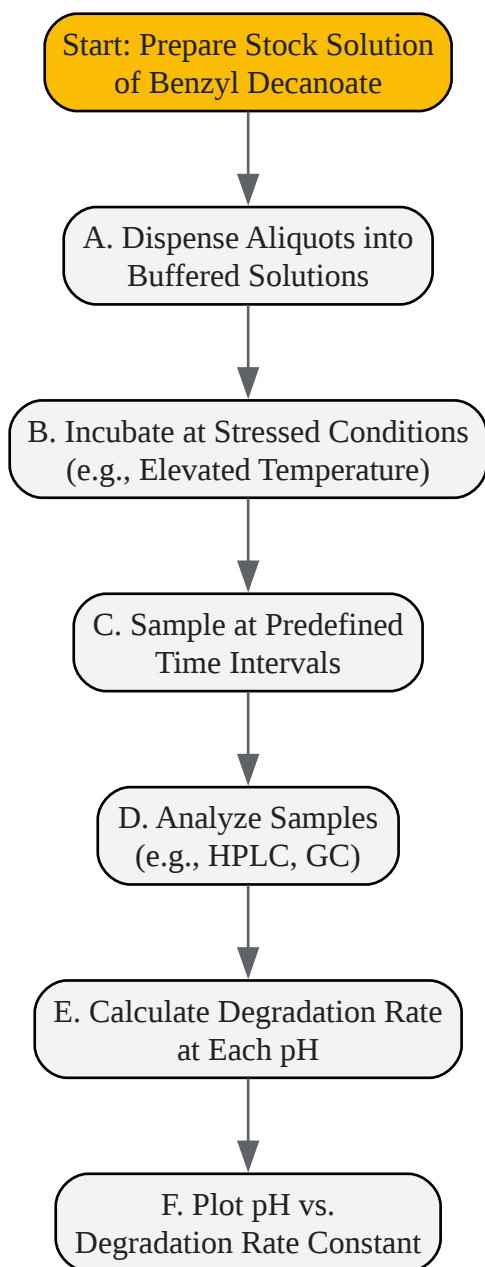 Start: Prepare Stock Solution
of Benzyl Decanoate
A. Dispense Aliquots into
Buffered Solutions
B. Incubate at Stressed Conditions
(e.g., Elevated Temperature)
C. Sample at Predefined
Time Intervals
D. Analyze Samples
(e.g., HPLC, GC)
E. Calculate Degradation Rate
at Each pH
F. Plot pH vs.
Degradation Rate Constant